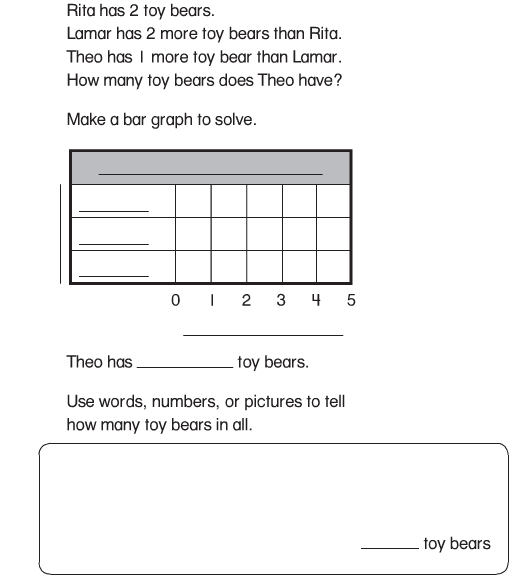 Rita has 2 toy bears.
Lamar has 2 more toy bears than Rita.
Theo has 1 more toy bear than Lamar.
How many toy bears does Theo have?
Make a bar graph to solve.
0 1 2 3 4 5
Theo has ____________ toy bears.
Use words, numbers, or pictures to tell
how many toy bears in all.
_______ toy bears